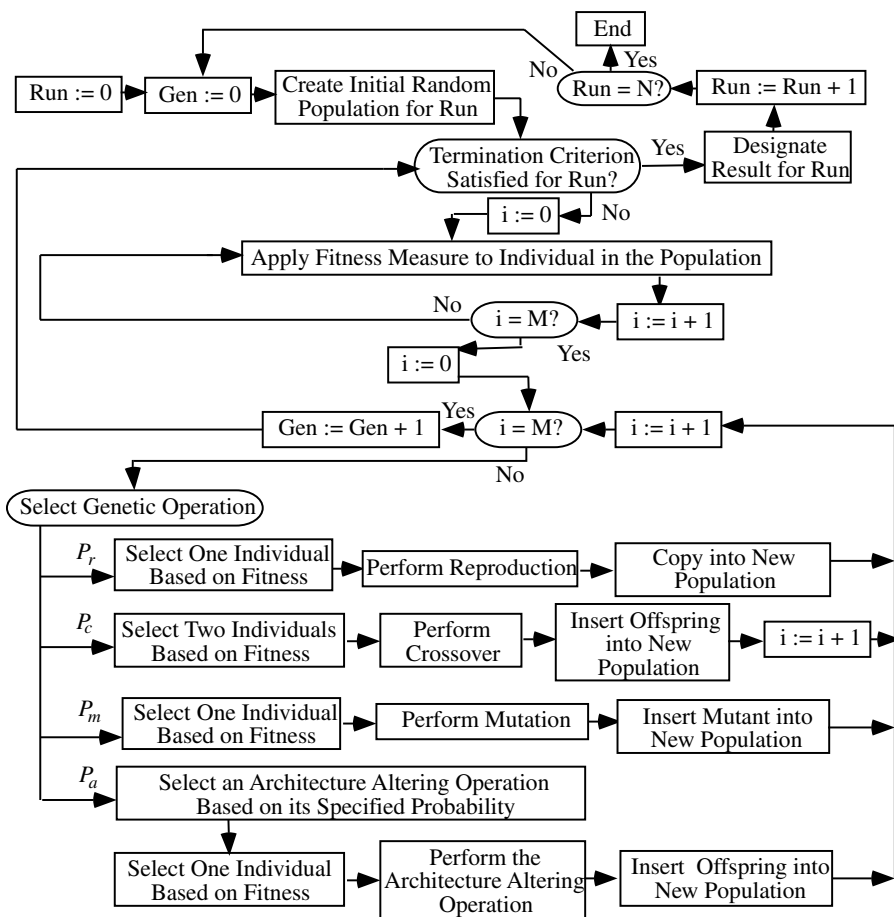 End
No
Yes
Run := 0
Gen := 0
Create Initial Random
Population for Run
Run = N?
Run := Run + 1
Termination Criterion
Satisfied for Run?
Yes
Designate
Result for Run
i := 0
No
Apply Fitness Measure to Individual in the Population
No
i = M?
i := i + 1
Yes
i := 0
Gen := Gen + 1
Yes
i = M?
i := i + 1
No
Select Genetic Operation
P_r
Select One Individual
Based on Fitness
Perform Reproduction
Copy into New
Population
P_c
Select Two Individuals
Based on Fitness
Perform
Crossover
Insert Offspring
into New
Population
i := i + 1
P_m
Select One Individual
Based on Fitness
Perform Mutation
Insert Mutant into
New Population
P_a
Select an Architecture Altering Operation
Based on its Specified Probability
Select One Individual
Based on Fitness
Perform the
Architecture Altering
Operation
Insert Offspring into
New Population